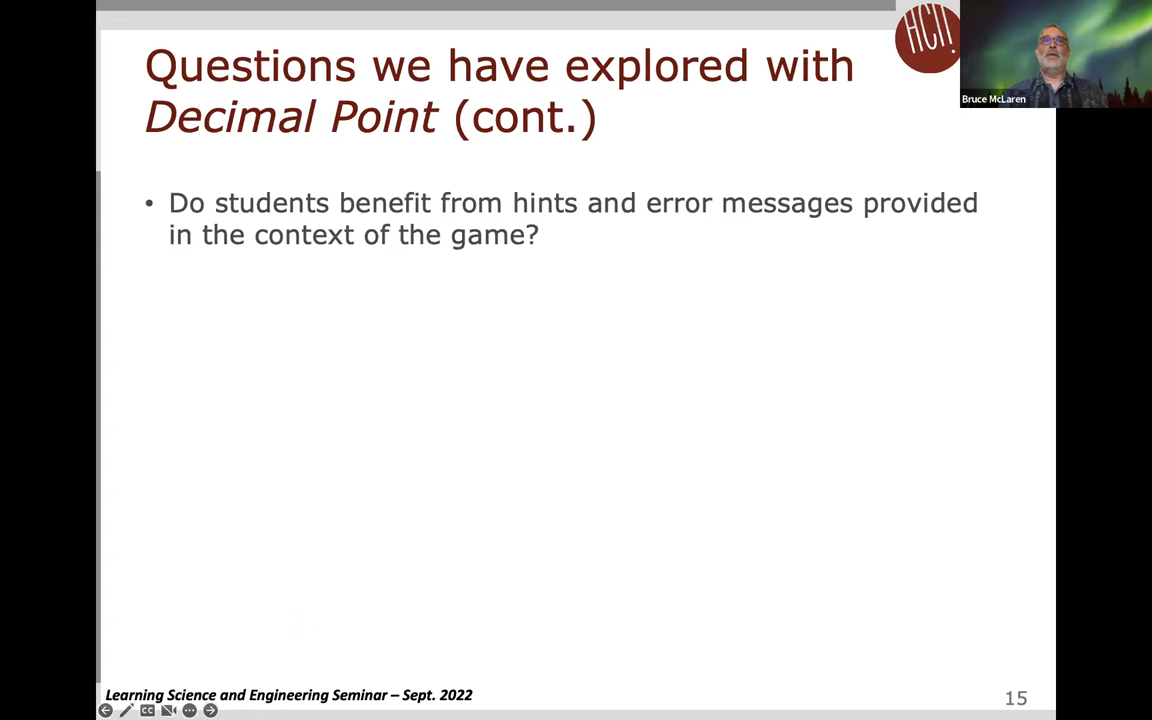 Questions we have explored with
Decimal Point (cont.)
HCII!
Bruce McLaren
• Do students benefit from hints and error messages provided
in the context of the game?
Learning Science and Engineering Seminar – Sept. 2022
15
CC